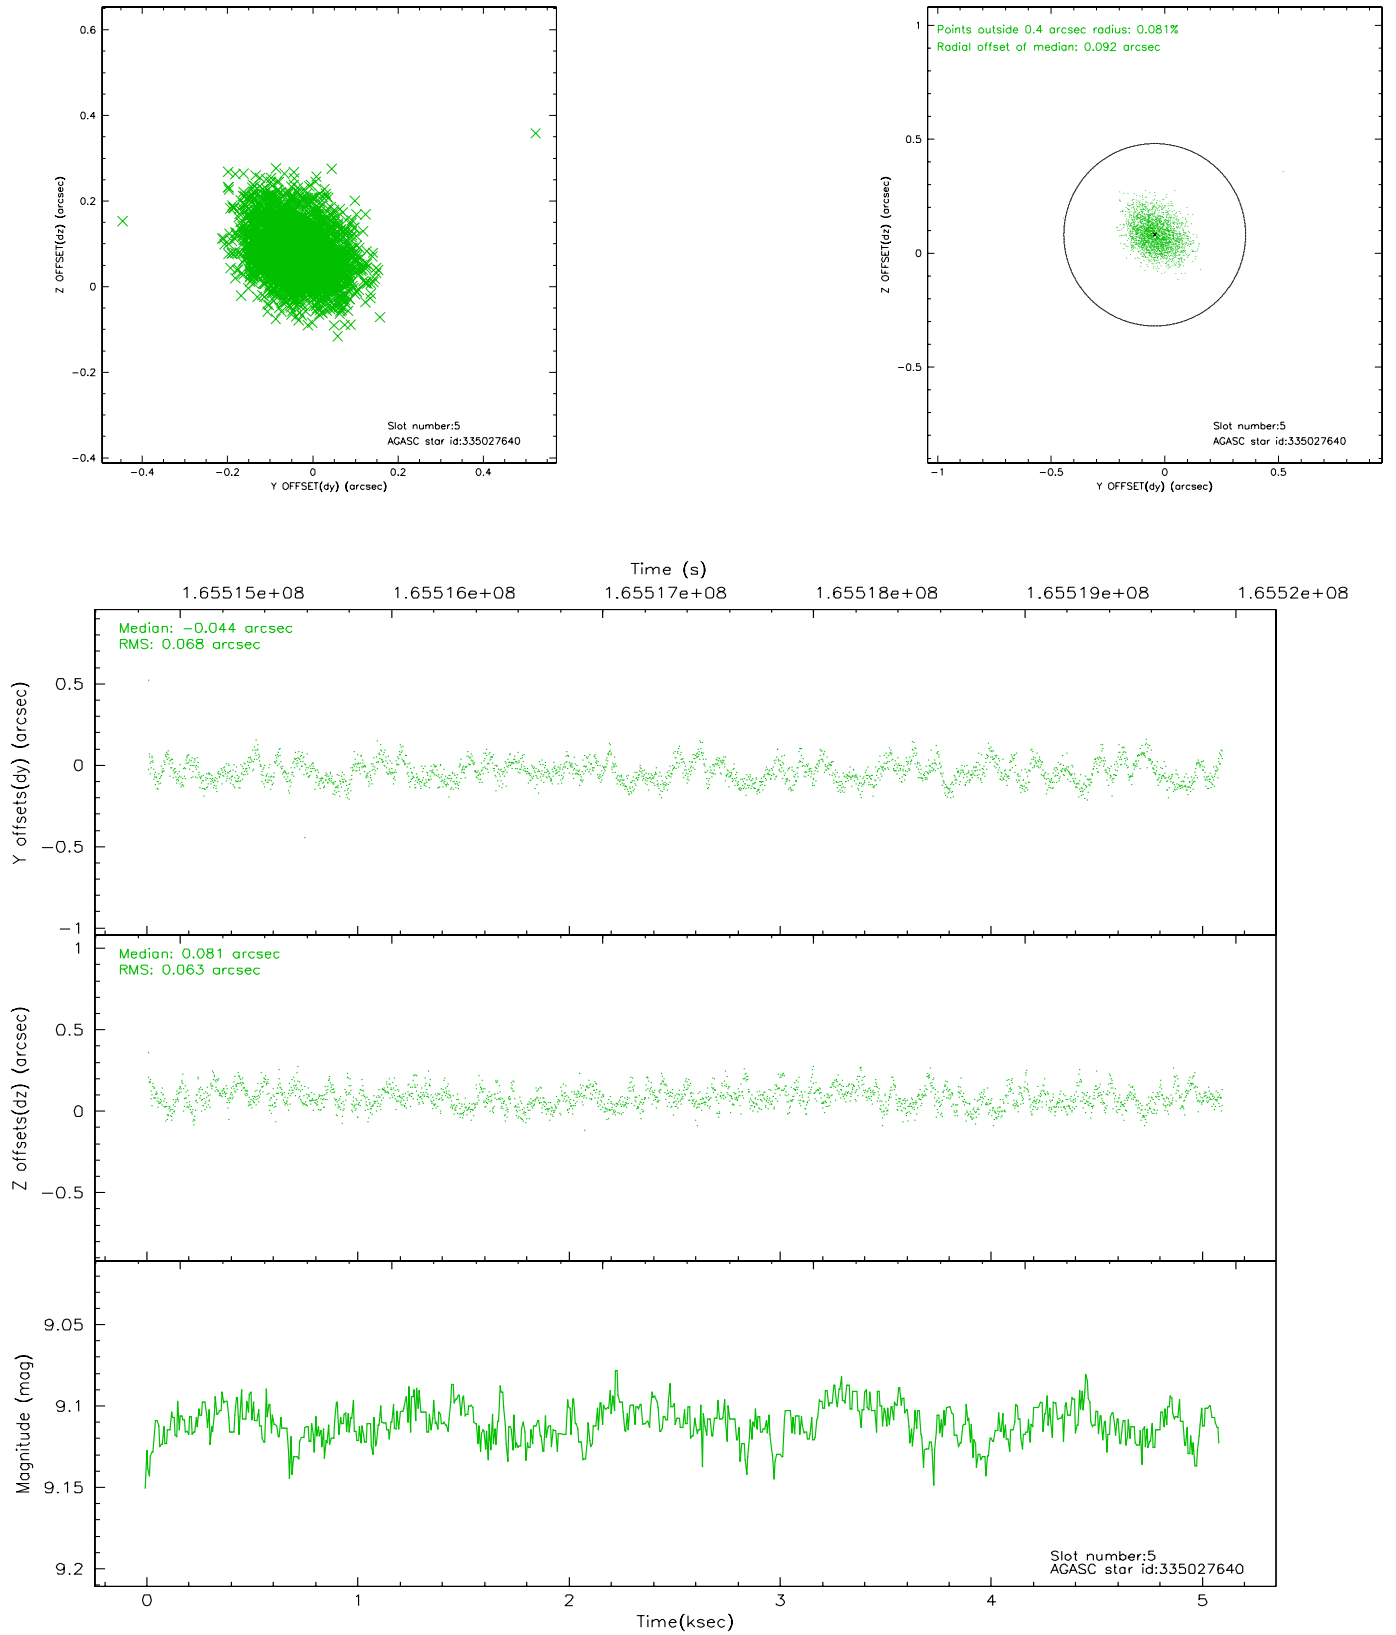 0.6
0.4
0.2
0
−0.2
−0.4
Z OFFSET(dz) (arcsec)
−0.4 −0.2 0 0.2 0.4
Y OFFSET(dy) (arcsec)
Slot number:5
AGASC star id:335027640
Points outside 0.4 arcsec radius: 0.081%
Radial offset of median: 0.092 arcsec
1
0.5
0
−0.5
Z OFFSET(dz) (arcsec)
−1 −0.5 0 0.5
Y OFFSET(dy) (arcsec)
Slot number:5
AGASC star id:335027640
Time (s)
1.65515e+08 1.65516e+08 1.65517e+08 1.65518e+08 1.65519e+08 1.6552e+08
Median: −0.044 arcsec
RMS: 0.068 arcsec
0.5
0
−0.5
−1
Y offsets(dy) (arcsec)
Median: 0.081 arcsec
RMS: 0.063 arcsec
1
0.5
0
−0.5
Z offsets(dz) (arcsec)
9.05
9.1
9.15
9.2
Magnitude (mag)
Slot number:5
AGASC star id:335027640
0 1 2 3 4 5
Time(ksec)